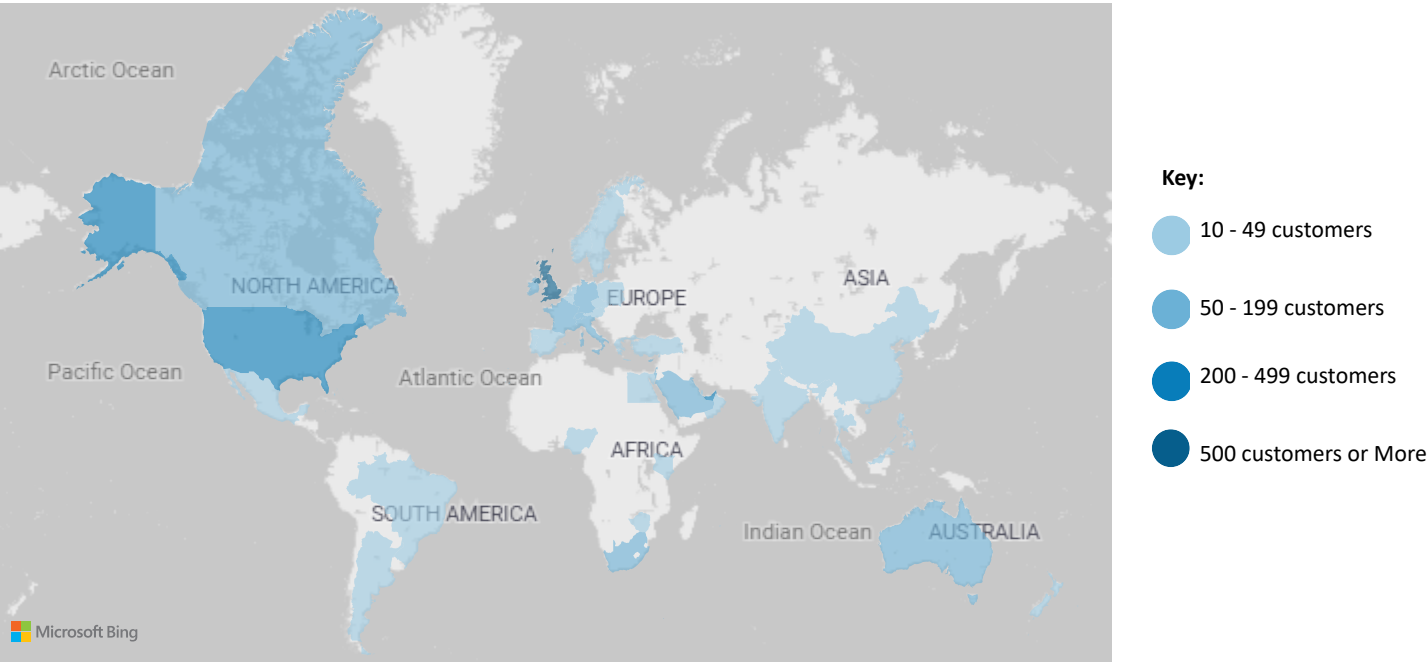 Arctic Ocean
NORTH AMERICA
EUROPE
ASIA
Pacific Ocean
Atlantic Ocean
AFRICA
SOUTH AMERICA
Indian Ocean
AUSTRALIA
Microsoft Bing
Key:
10 - 49 customers
50 - 199 customers
200 - 499 customers
500 customers or More